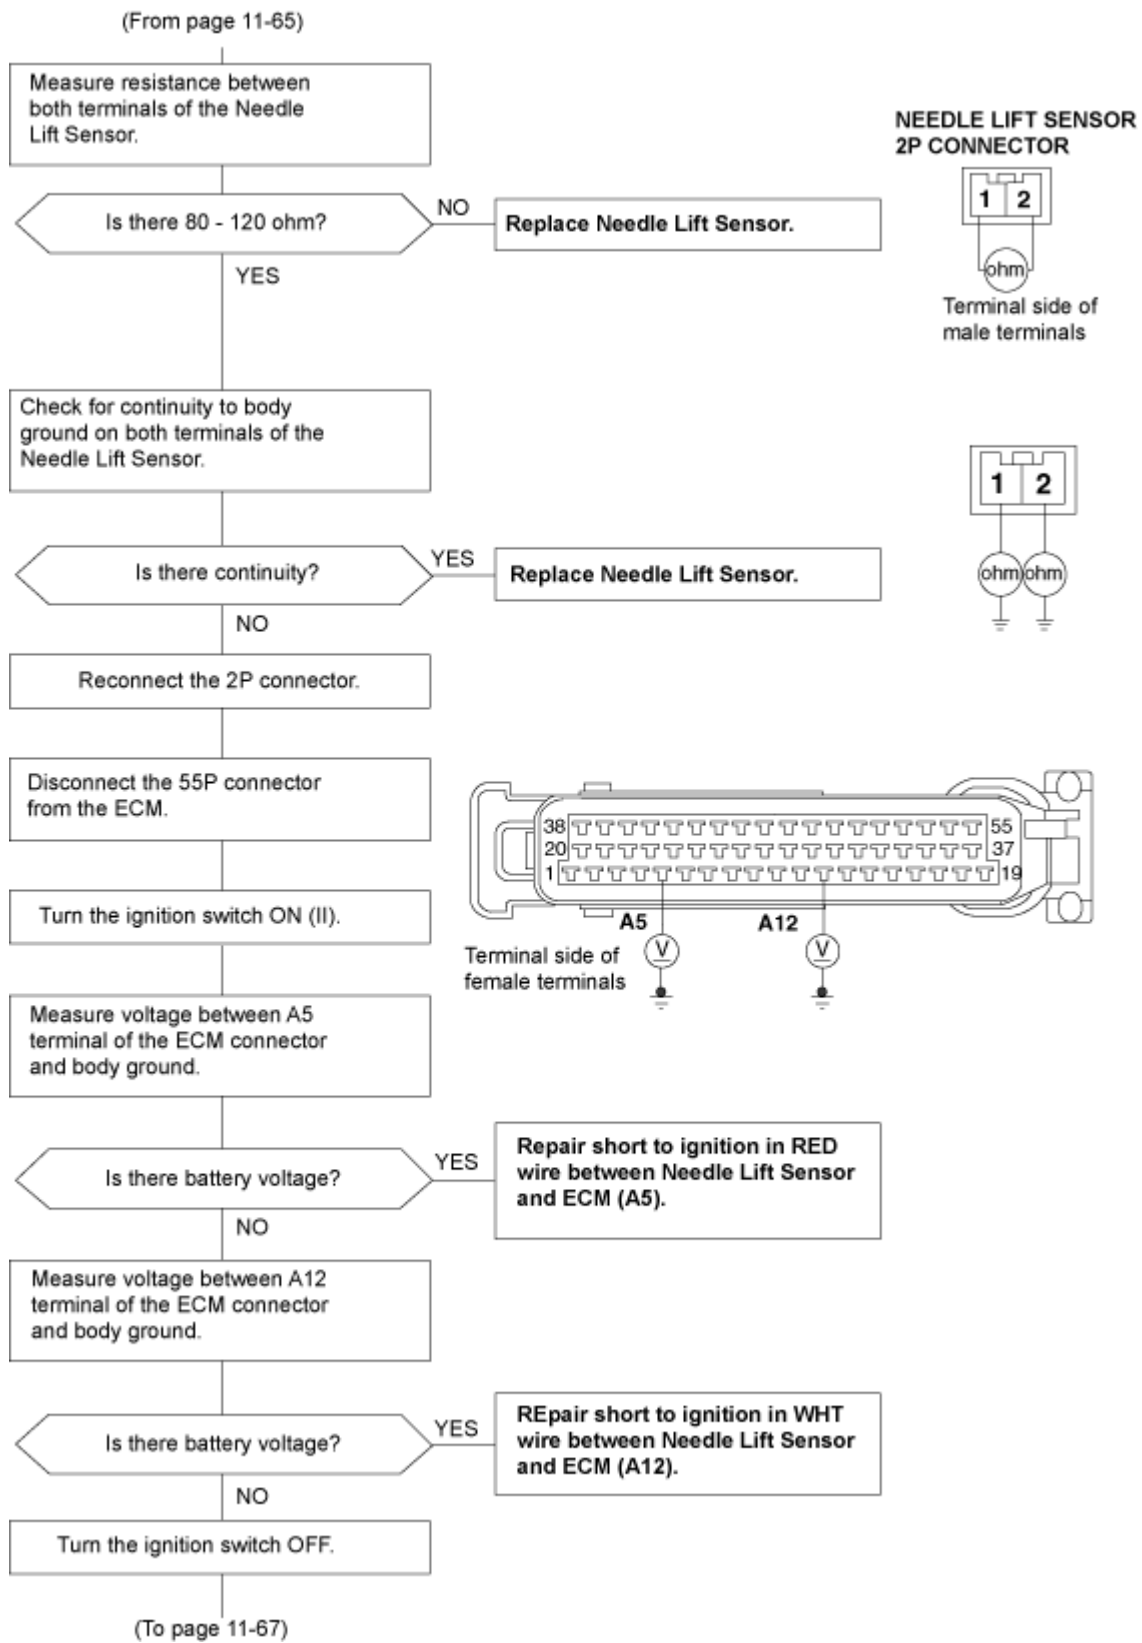 (From page 11-65)
Measure resistance between
both terminals of the Needle
Lift Sensor.
NEEDLE LIFT SENSOR
2P CONNECTOR
1 2
ohm
Terminal side of
male terminals
Is there 80 - 120 ohm?
NO
Replace Needle Lift Sensor.
YES
Check for continuity to body
ground on both terminals of the
Needle Lift Sensor.
1 2
ohm ohm
Is there continuity?
YES
Replace Needle Lift Sensor.
NO
Reconnect the 2P connector.
Disconnect the 55P connector
from the ECM.
38 55
20 37
1 19
A5 A12
V V
Terminal side of
female terminals
Turn the ignition switch ON (II).
Measure voltage between A5
terminal of the ECM connector
and body ground.
Is there battery voltage?
YES
Repair short to ignition in RED
wire between Needle Lift Sensor
and ECM (A5).
NO
Measure voltage between A12
terminal of the ECM connector
and body ground.
Is there battery voltage?
YES
REpair short to ignition in WHT
wire between Needle Lift Sensor
and ECM (A12).
NO
Turn the ignition switch OFF.
(To page 11-67)